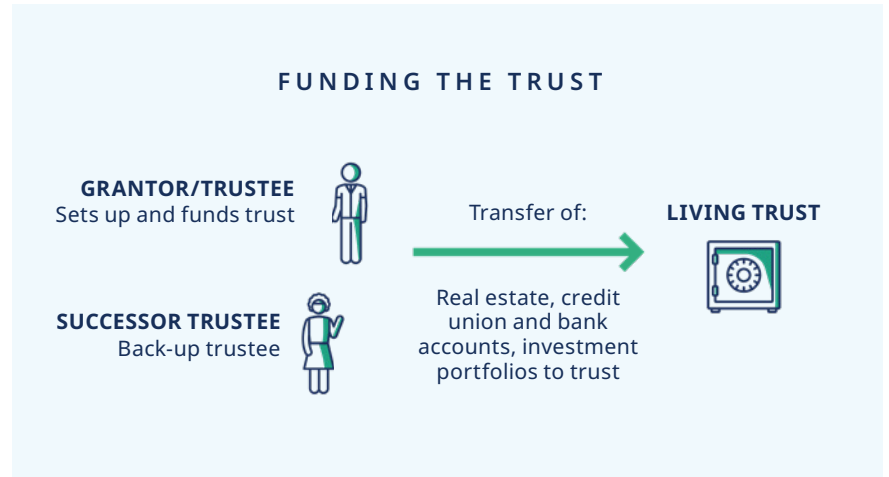 FUNDING THE TRUST
GRANTOR/TRUSTEE
Sets up and funds trust
SUCCESSOR TRUSTEE
Back-up trustee
Transfer of:
Real estate, credit
union and bank
accounts, investment
portfolios to trust
LIVING TRUST